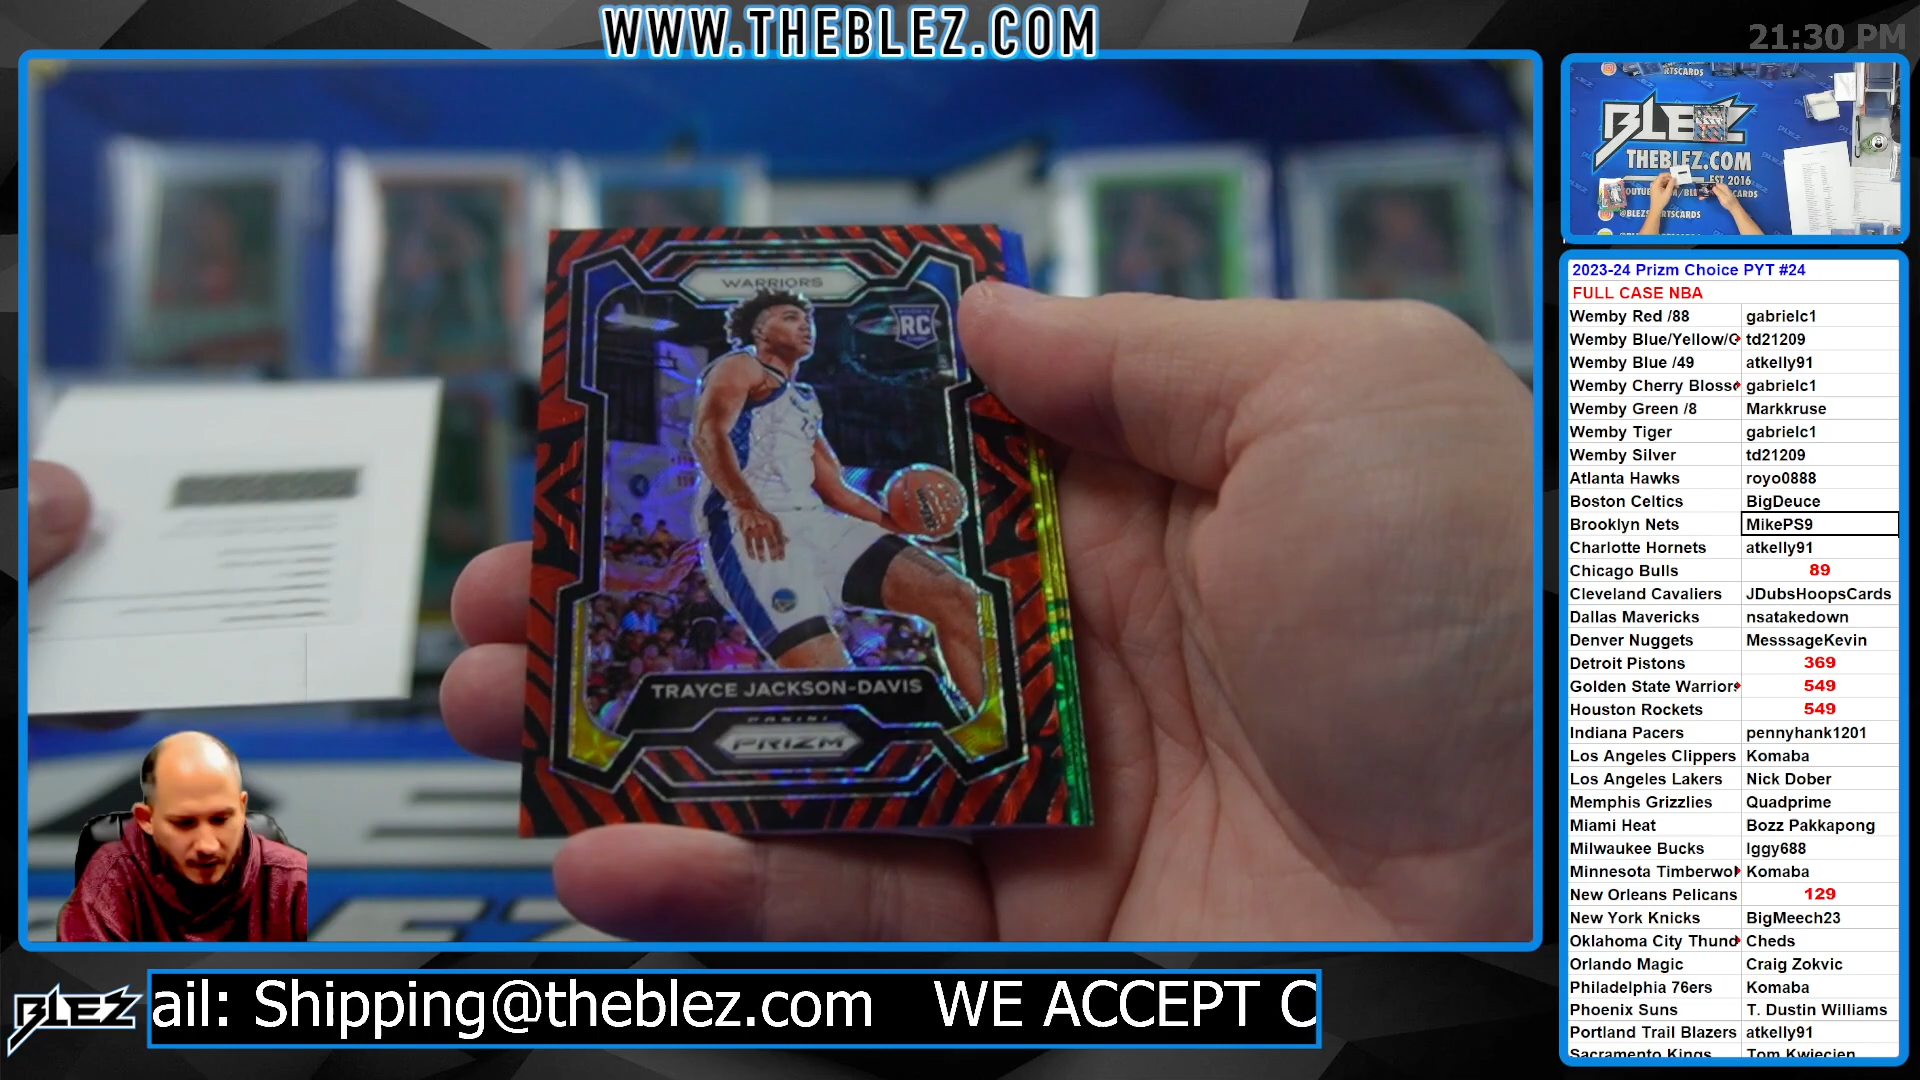 WWW.THEBLEZ.COM
21:30 PM
WARRIORS
RC
TRAYCE JACKSON-DAVIS
PANINI
PRIZM
BLEZ
THEBLEZ.COM
EST 2016
2023-24 Prizm Choice PYT #24
FULL CASE NBA
Wemby Red /88 gabrielc1
Wemby Blue/Yellow/G td21209
Wemby Blue /49 atkelly91
Wemby Cherry Blosso gabrielc1
Wemby Green /8 Markkruse
Wemby Tiger gabrielc1
Wemby Silver td21209
Atlanta Hawks royo0888
Boston Celtics BigDeuce
Brooklyn Nets MikePS9
Charlotte Hornets atkelly91
Chicago Bulls 89
Cleveland Cavaliers JDubsHoopsCards
Dallas Mavericks nsatakedown
Denver Nuggets MesssageKevin
Detroit Pistons 369
Golden State Warriors 549
Houston Rockets 549
Indiana Pacers pennyhank1201
Los Angeles Clippers Komaba
Los Angeles Lakers Nick Dober
Memphis Grizzlies Quadprime
Miami Heat Bozz Pakkapong
Milwaukee Bucks Iggy688
Minnesota Timberwol Komaba
New Orleans Pelicans 129
New York Knicks BigMeech23
Oklahoma City Thund Cheds
Orlando Magic Craig Zokvic
Philadelphia 76ers Komaba
Phoenix Suns T. Dustin Williams
Portland Trail Blazers atkelly91
Sacramento Kings Tom Kwiecien
BLEZ
ail: Shipping@theblez.com WE ACCEPT C